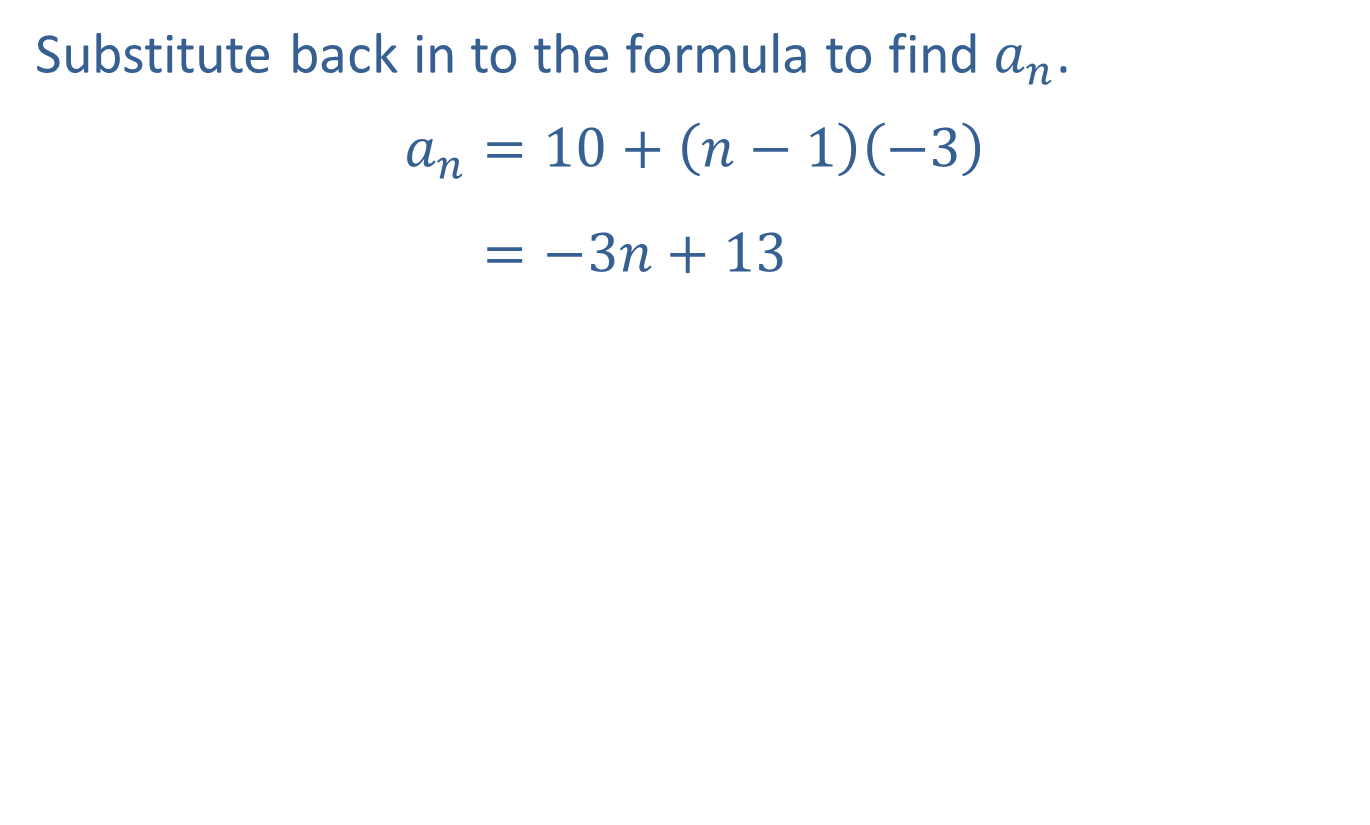 Substitute back in to the formula to find aₙ.
aₙ = 10 + (n − 1)(−3)
= −3n + 13